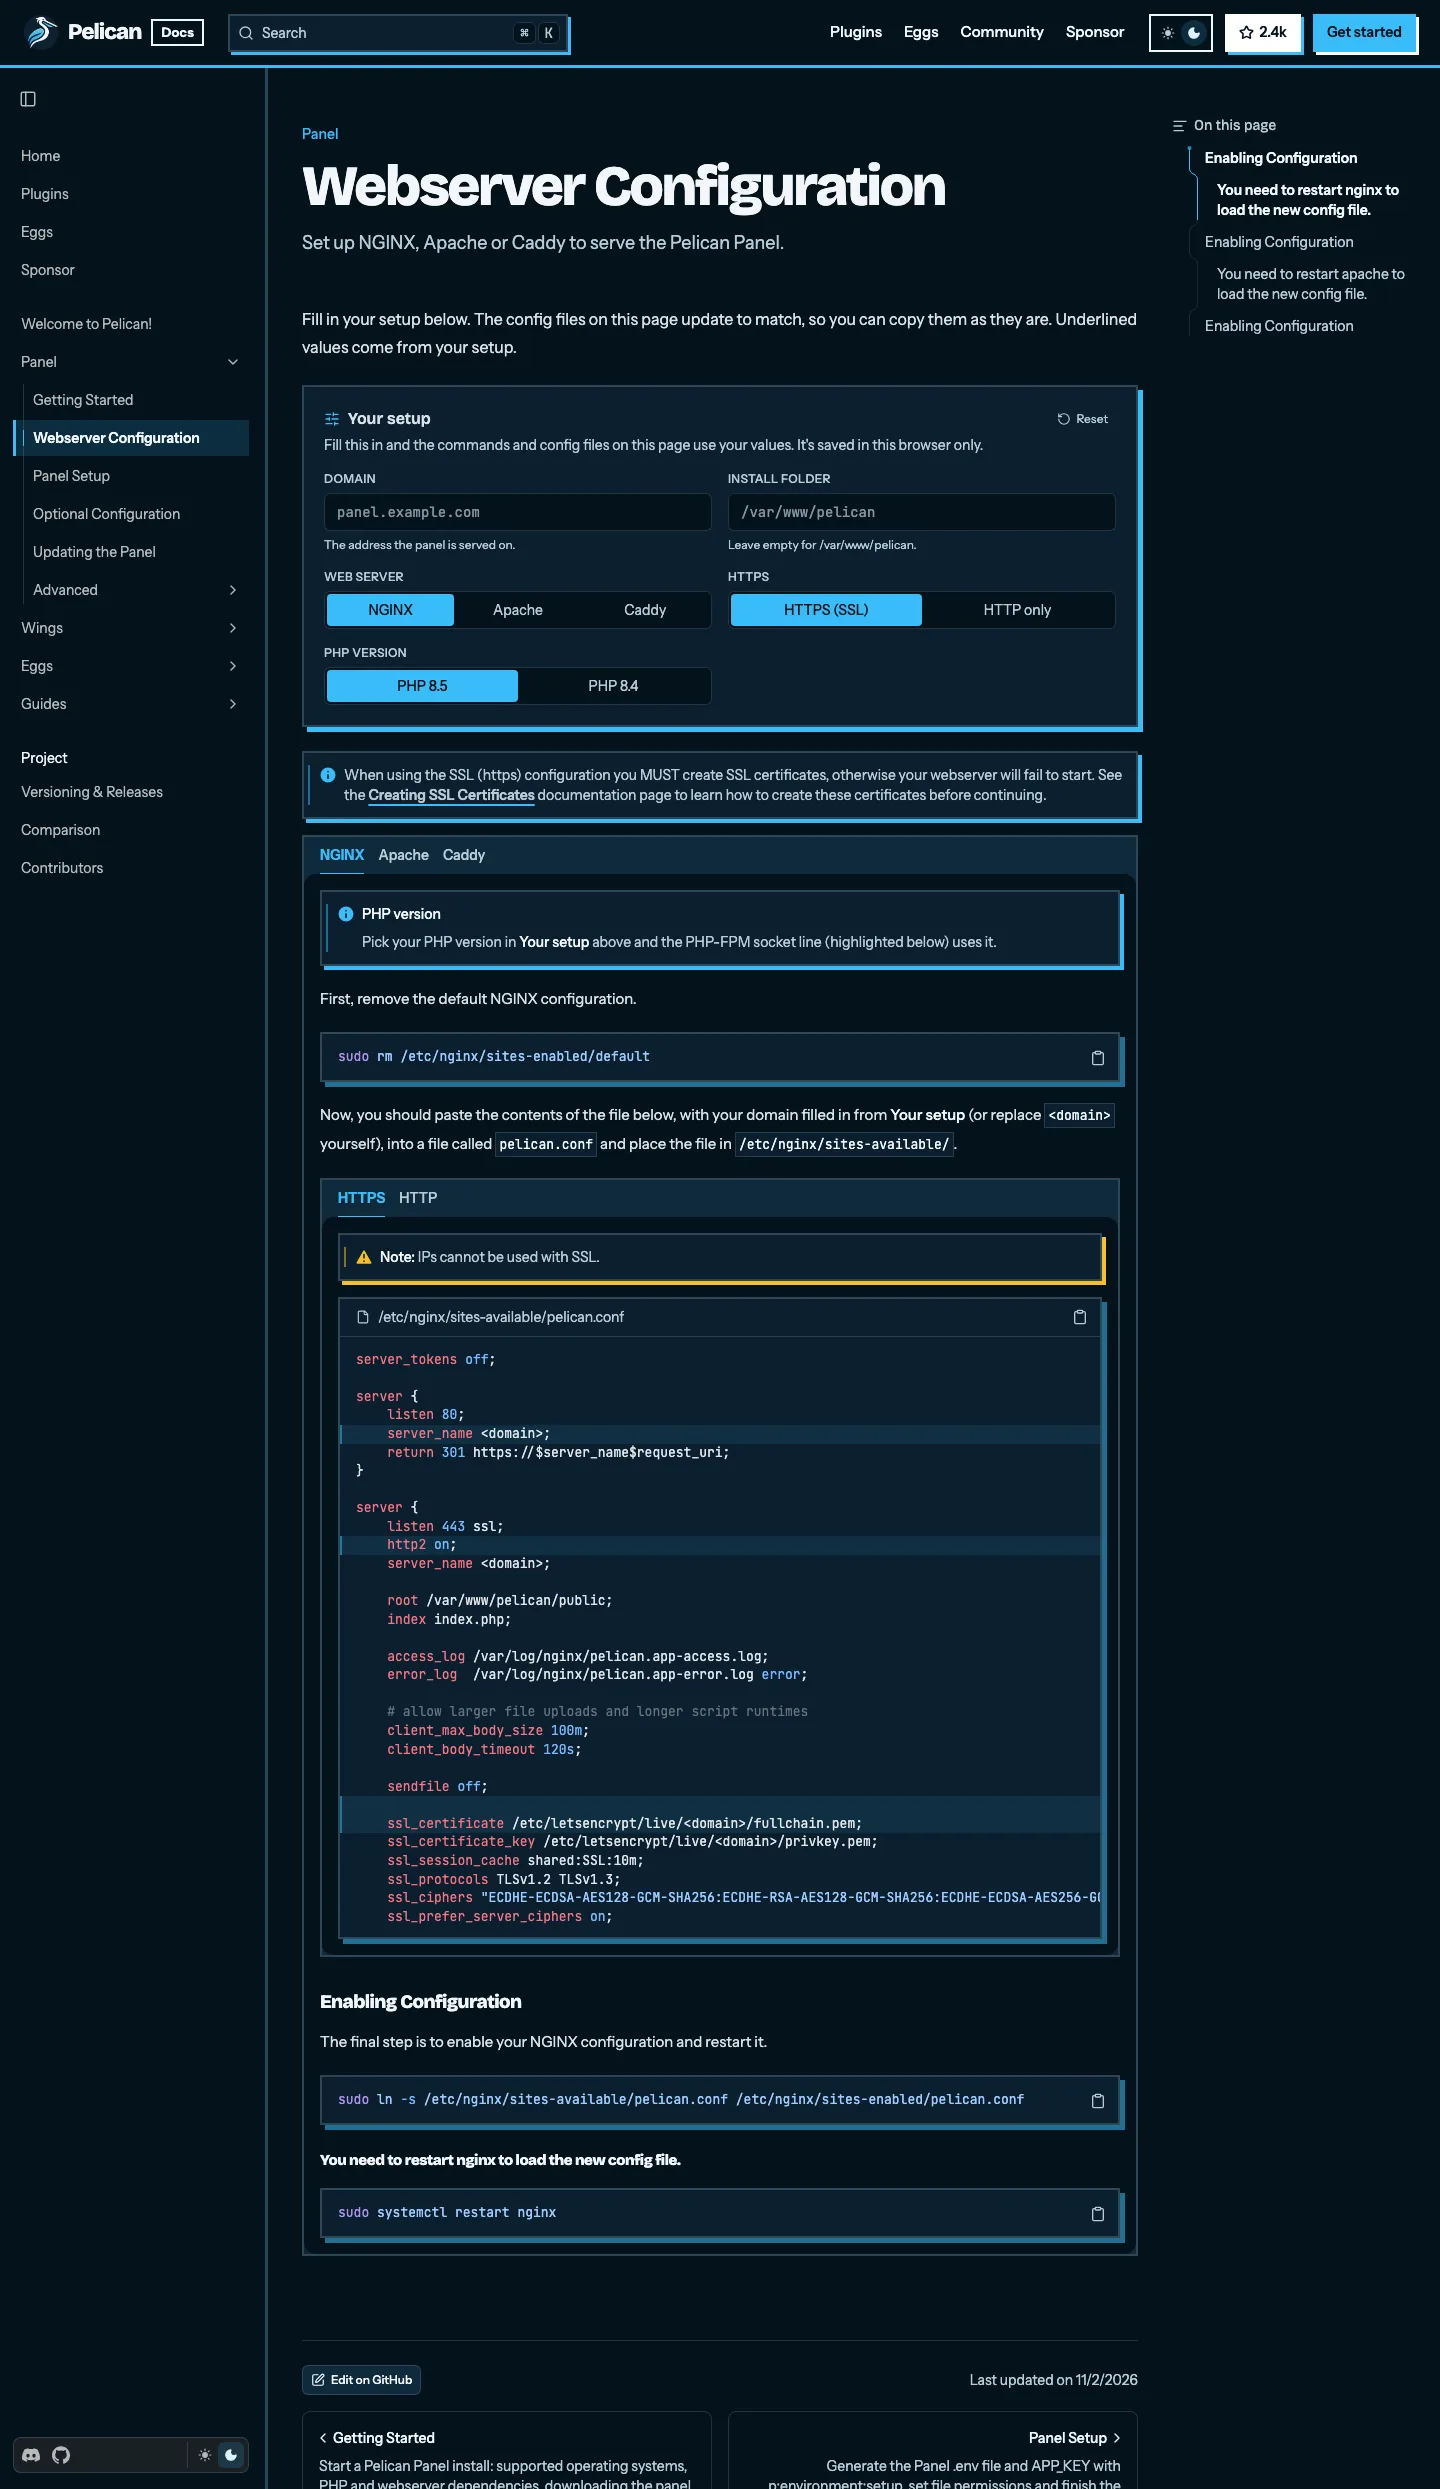 Pelican Docs
Search ⌘ K
Plugins Eggs Community Sponsor
2.4k
Get started
Home
Plugins
Eggs
Sponsor
Welcome to Pelican!
Panel
Getting Started
Webserver Configuration
Panel Setup
Optional Configuration
Updating the Panel
Advanced
Wings
Eggs
Guides
Project
Versioning & Releases
Comparison
Contributors
Panel
Webserver Configuration
Set up NGINX, Apache or Caddy to serve the Pelican Panel.
Fill in your setup below. The config files on this page update to match, so you can copy them as they are. Underlined
values come from your setup.
Your setup
Reset
Fill this in and the commands and config files on this page use your values. It's saved in this browser only.
DOMAIN
panel.example.com
The address the panel is served on.
INSTALL FOLDER
/var/www/pelican
Leave empty for /var/www/pelican.
WEB SERVER
NGINX Apache Caddy
HTTPS
HTTPS (SSL) HTTP only
PHP VERSION
PHP 8.5 PHP 8.4
When using the SSL (https) configuration you MUST create SSL certificates, otherwise your webserver will fail to start. See
the Creating SSL Certificates documentation page to learn how to create these certificates before continuing.
NGINX Apache Caddy
PHP version
Pick your PHP version in Your setup above and the PHP-FPM socket line (highlighted below) uses it.
First, remove the default NGINX configuration.
sudo rm /etc/nginx/sites-enabled/default
Now, you should paste the contents of the file below, with your domain filled in from Your setup (or replace <domain>
yourself), into a file called pelican.conf and place the file in /etc/nginx/sites-available/.
HTTPS HTTP
Note: IPs cannot be used with SSL.
/etc/nginx/sites-available/pelican.conf
server_tokens off;
server {
listen 80;
server_name <domain>;
return 301 https://$server_name$request_uri;
}
server {
listen 443 ssl;
http2 on;
server_name <domain>;
root /var/www/pelican/public;
index index.php;
access_log /var/log/nginx/pelican.app-access.log;
error_log  /var/log/nginx/pelican.app-error.log error;
# allow larger file uploads and longer script runtimes
client_max_body_size 100m;
client_body_timeout 120s;
sendfile off;
ssl_certificate /etc/letsencrypt/live/<domain>/fullchain.pem;
ssl_certificate_key /etc/letsencrypt/live/<domain>/privkey.pem;
ssl_session_cache shared:SSL:10m;
ssl_protocols TLSv1.2 TLSv1.3;
ssl_ciphers "ECDHE-ECDSA-AES128-GCM-SHA256:ECDHE-RSA-AES128-GCM-SHA256:ECDHE-ECDSA-AES256-G
ssl_prefer_server_ciphers on;
Enabling Configuration
The final step is to enable your NGINX configuration and restart it.
sudo ln -s /etc/nginx/sites-available/pelican.conf /etc/nginx/sites-enabled/pelican.conf
You need to restart nginx to load the new config file.
sudo systemctl restart nginx
Edit on GitHub
Last updated on 11/2/2026
Getting Started
Start a Pelican Panel install: supported operating systems,
PHP and webserver dependencies, downloading the panel
Panel Setup
Generate the Panel .env file and APP_KEY with
p:environment:setup, set file permissions and finish the
On this page
Enabling Configuration
You need to restart nginx to
load the new config file.
Enabling Configuration
You need to restart apache to
load the new config file.
Enabling Configuration